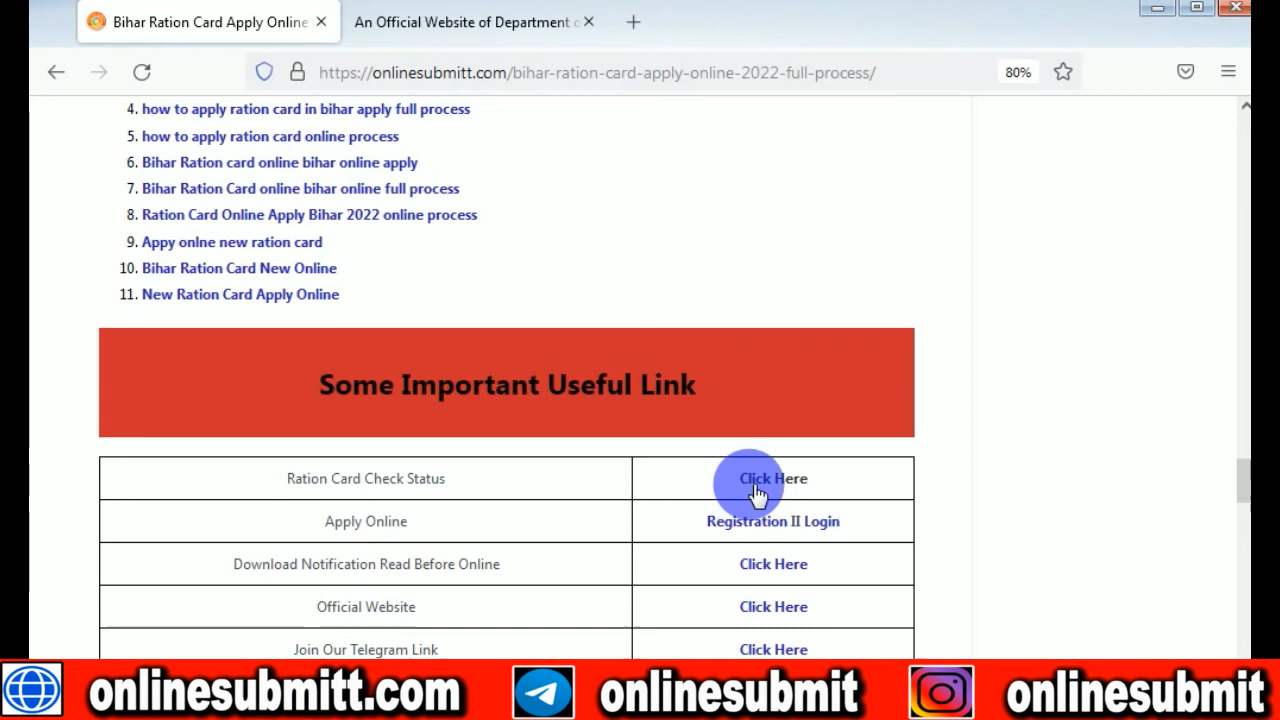 Bihar Ration Card Apply Online
An Official Website of Department o
https://onlinesubmitt.com/bihar-ration-card-apply-online-2022-full-process/
80%
4. how to apply ration card in bihar apply full process
5. how to apply ration card online process
6. Bihar Ration card online bihar online apply
7. Bihar Ration Card online bihar online full process
8. Ration Card Online Apply Bihar 2022 online process
9. Appy onlne new ration card
10. Bihar Ration Card New Online
11. New Ration Card Apply Online
Some Important Useful Link
Ration Card Check Status Click Here
Apply Online Registration II Login
Download Notification Read Before Online Click Here
Official Website Click Here
Join Our Telegram Link Click Here
onlinesubmitt.com onlinesubmit onlinesubmit